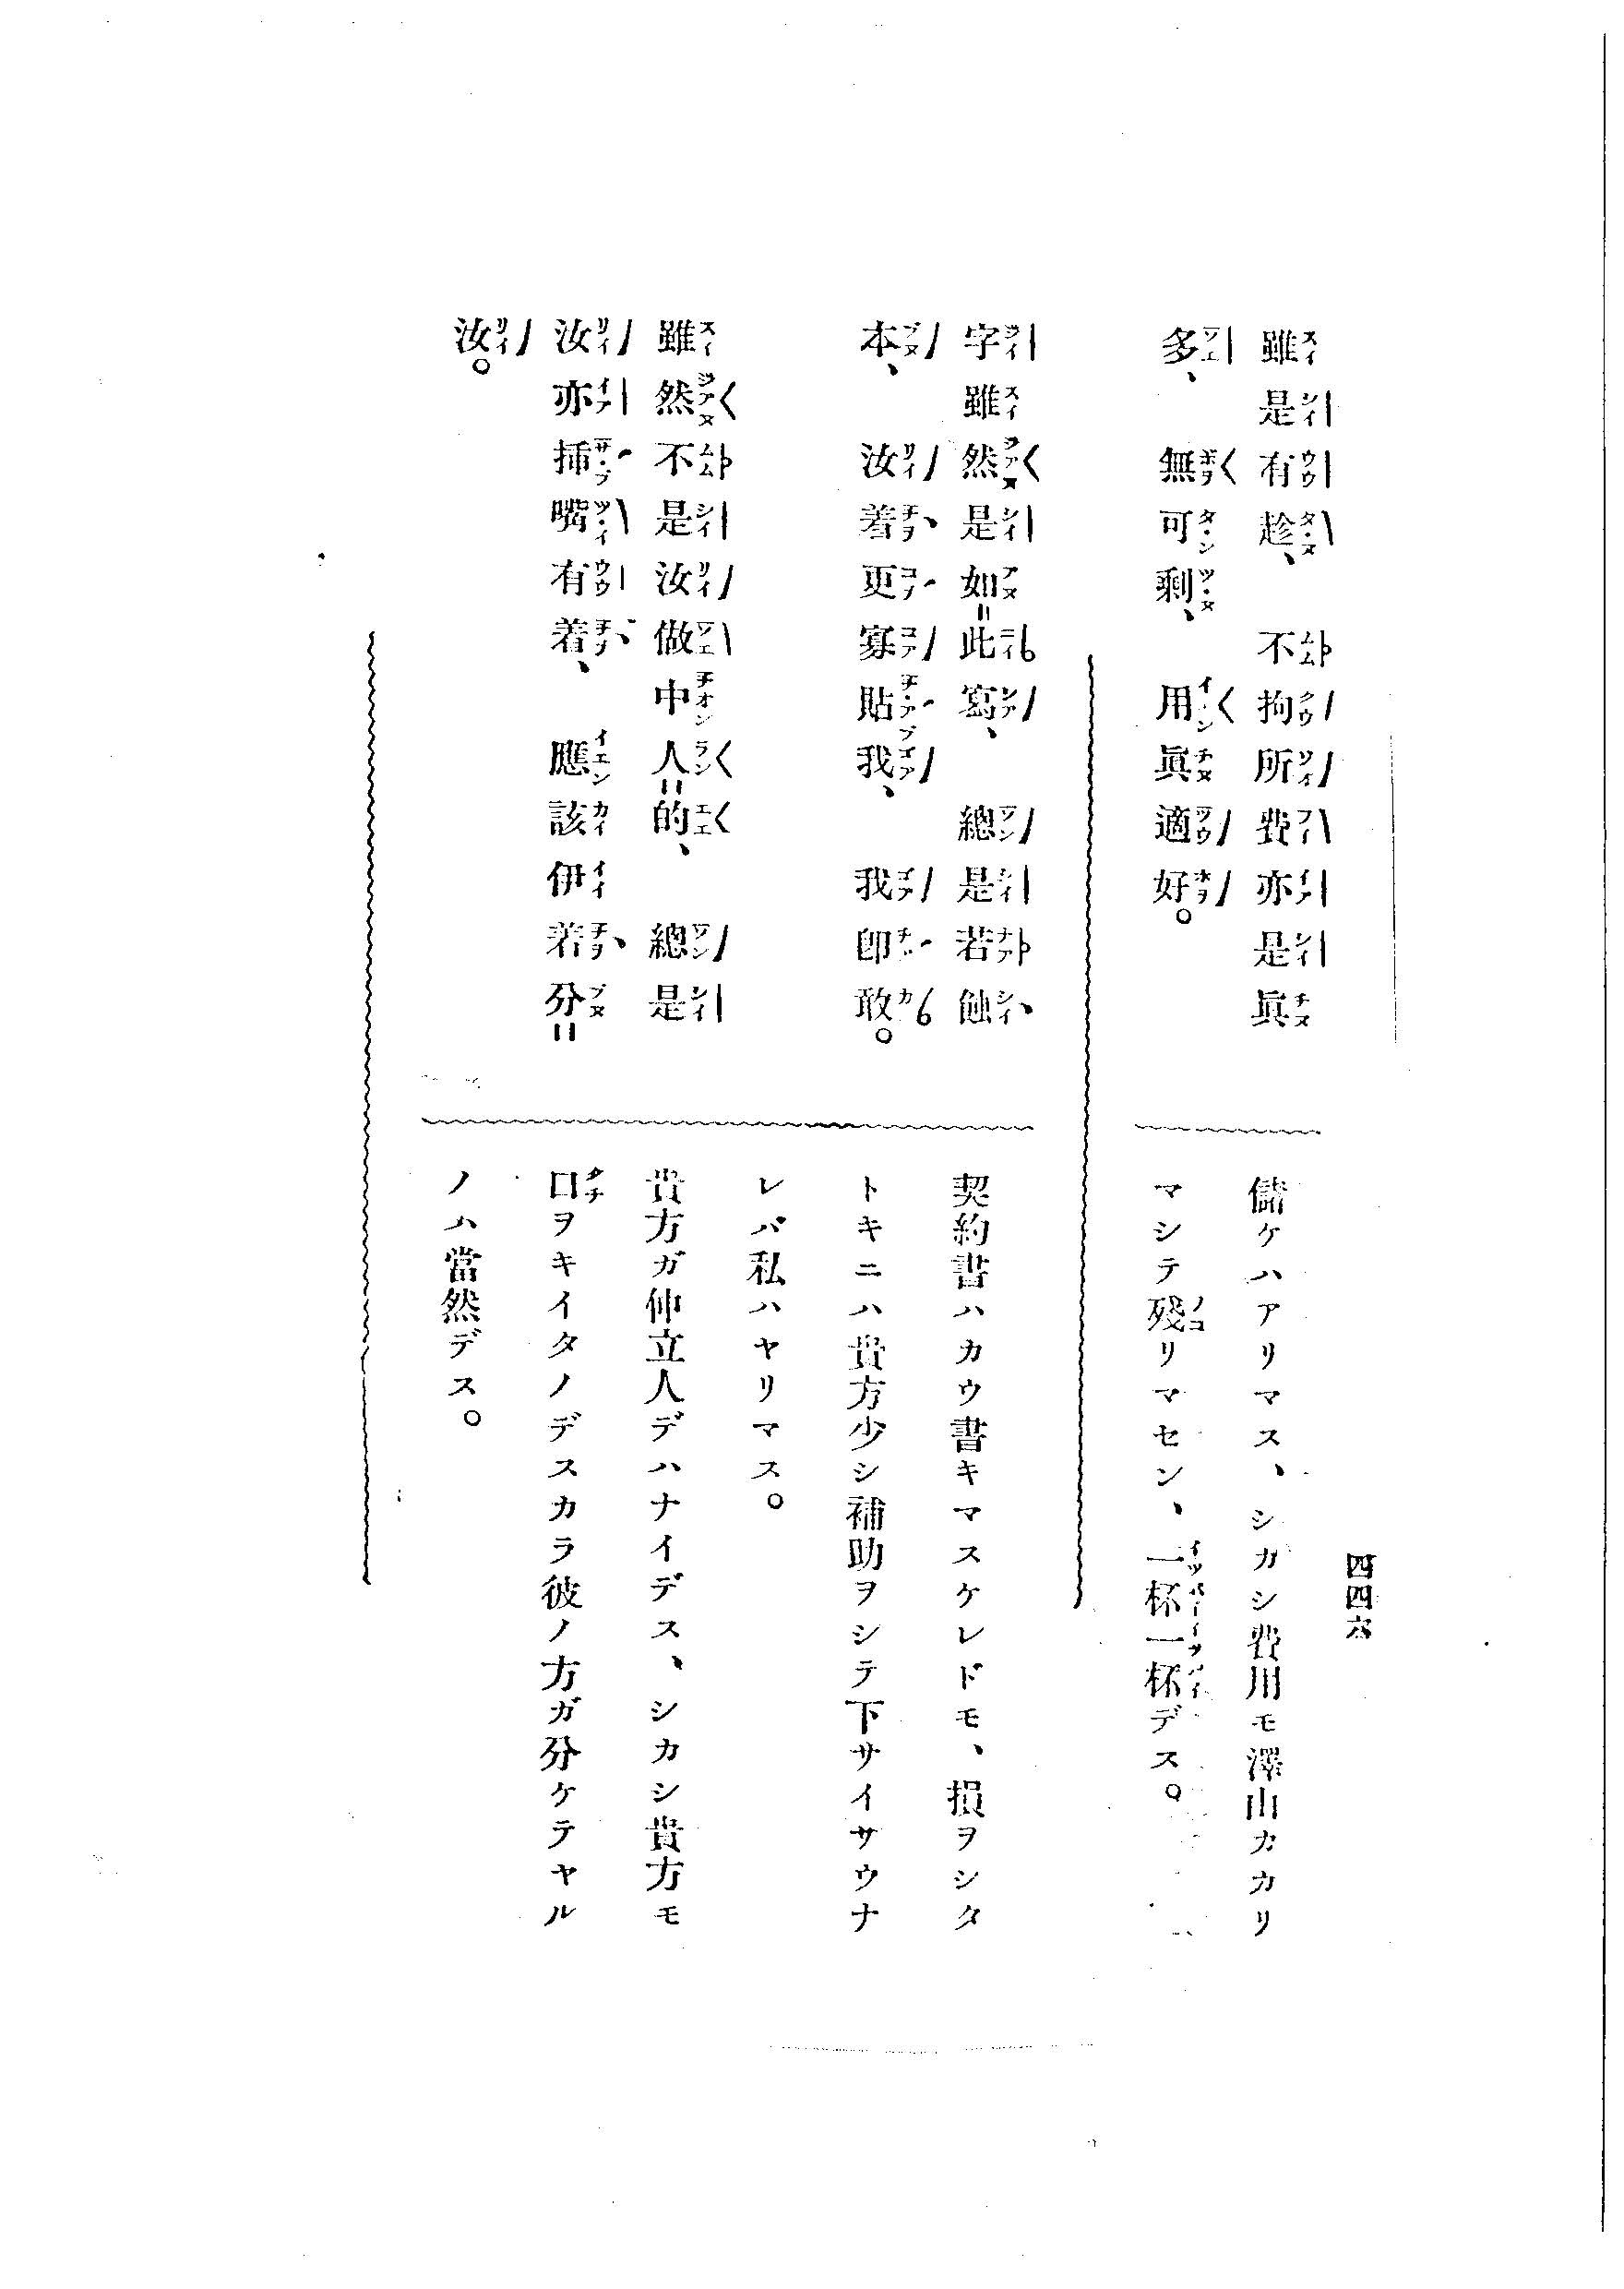 四四六
雖是有趁、不拘所費亦是眞
多、無可剩、用眞適好。
儲ケハアリマス、シカシ費用モ澤山カカリ
マシテ殘リマセン、一杯一杯デス。
字雖然是如此寫、總是若蝕
本、汝着更寡貼我、我卽敢。
契約書ハカウ書キマスケレドモ、損ヲシタ
トキニハ貴方少シ補助ヲシテ下サイサウナ
レバ私ハヤリマス。
雖然不是汝做中人的、總是
汝亦揷嘴有着、應該伊着分
汝。
貴方ガ仲立人デハナイデス、シカシ貴方モ
口ヲキイタノデスカラ彼ノ方ガ分ケテヤル
ノハ當然デス。